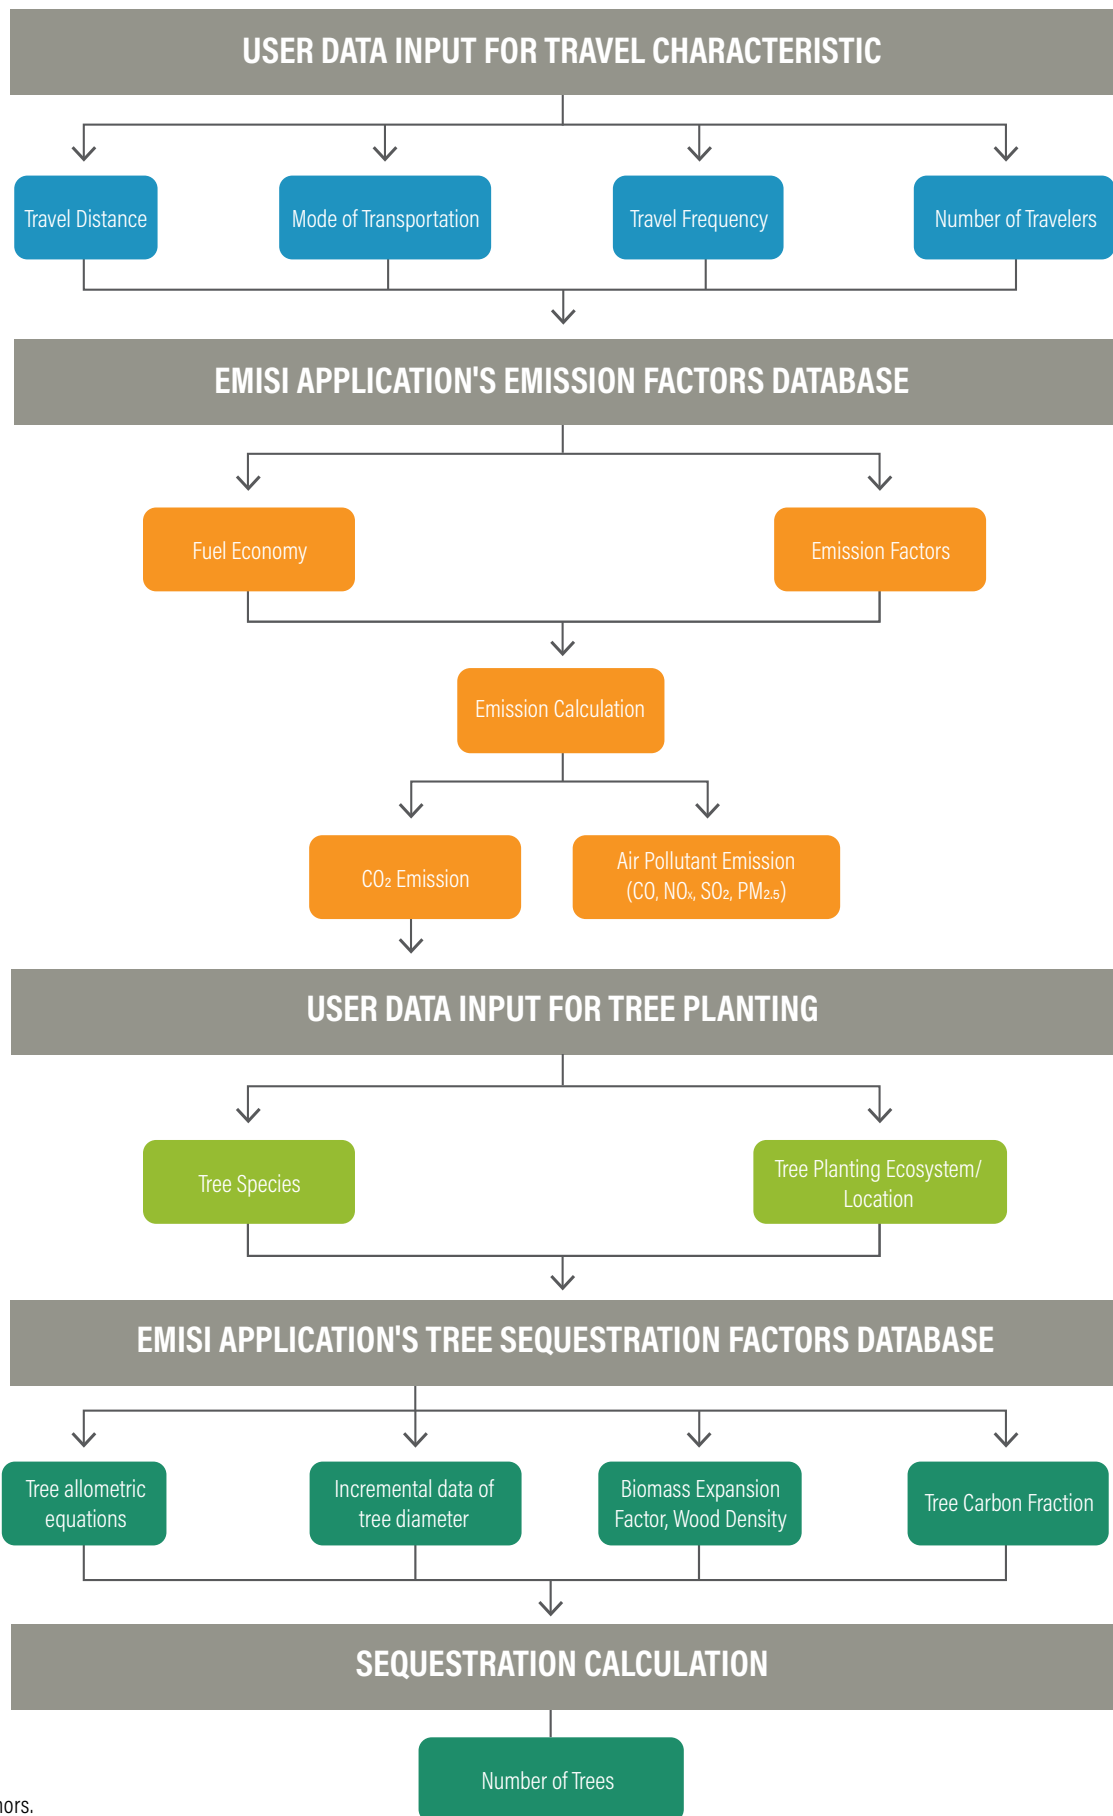 USER DATA INPUT FOR TRAVEL CHARACTERISTIC
Travel Distance
Mode of Transportation
Travel Frequency
Number of Travelers
EMISI APPLICATION'S EMISSION FACTORS DATABASE
Fuel Economy
Emission Factors
Emission Calculation
CO₂ Emission
Air Pollutant Emission
(CO, NOₓ, SO₂, PM₂.₅)
USER DATA INPUT FOR TREE PLANTING
Tree Species
Tree Planting Ecosystem/
Location
EMISI APPLICATION'S TREE SEQUESTRATION FACTORS DATABASE
Tree allometric
equations
Incremental data of
tree diameter
Biomass Expansion
Factor, Wood Density
Tree Carbon Fraction
SEQUESTRATION CALCULATION
Number of Trees